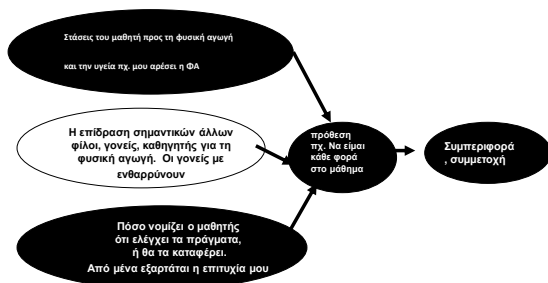 Στάσεις του μαθητή προς τη φυσική αγωγή
και την υγεία πχ. μου αρέσει η ΦΑ
Η επίδραση σημαντικών άλλων
φίλοι, γονείς, καθηγητής για τη
φυσική αγωγή. Οι γονείς με
ενθαρρύνουν
πρόθεση
πχ. Να είμαι
κάθε φορά
στο μάθημα
Συμπεριφορά
, συμμετοχή
Πόσο νομίζει ο μαθητής
ότι ελέγχει τα πράγματα,
ή θα τα καταφέρει.
Από μένα εξαρτάται η επιτυχία μου